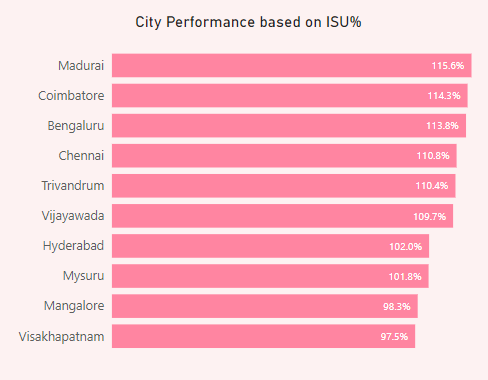 City Performance based on ISU%
Madurai 115.6%
Coimbatore 114.3%
Bengaluru 113.8%
Chennai 110.8%
Trivandrum 110.4%
Vijayawada 109.7%
Hyderabad 102.0%
Mysuru 101.8%
Mangalore 98.3%
Visakhapatnam 97.5%